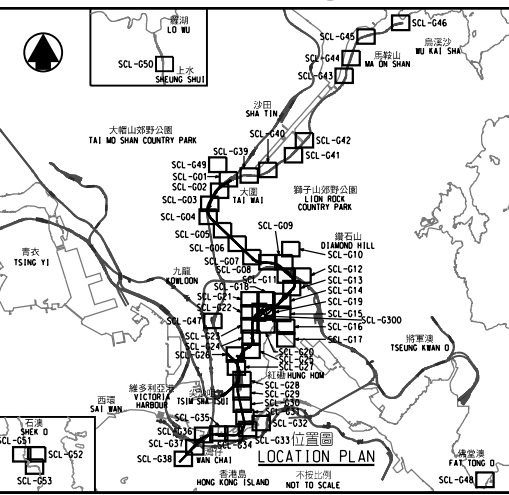 羅湖
LO WU
SCL-G50
上水
SHEUNG SHUI
SCL-G46
SCL-G45
烏溪沙
WU KAI SHA
SCL-G44
馬鞍山
MA ON SHAN
SCL-G43
沙田
SHA TIN
大帽山郊野公園
TAI MO SHAN COUNTRY PARK
SCL-G40
SCL-G39
SCL-G42
SCL-G41
SCL-G49
SCL-G01
SCL-G02
大圍
TAI WAI
獅子山郊野公園
LION ROCK
COUNTRY PARK
SCL-G03
SCL-G04
SCL-G05
SCL-G06
SCL-G09
鑽石山
DIAMOND HILL
SCL-G10
青衣
TSING YI
九龍
KOWLOON
SCL-G07
SCL-G08
SCL-G11
SCL-G12
SCL-G13
SCL-G14
SCL-G18
SCL-G19
SCL-G21
SCL-G22
SCL-G15
SCL-G300
SCL-G47
SCL-G16
SCL-G17
SCL-G23
SCL-G24
SCL-G20
SCL-G25
SCL-G26
SCL-G27
將軍澳
TSEUNG KWAN O
紅磡 HUNG HOM
SCL-G28
SCL-G29
SCL-G30
SCL-G31
SCL-G32
西環
SAI WAN
維多利亞港
VICTORIA
HARBOUR
TSIM SHA TSUI
SCL-G35
SCL-G36
SCL-G37
SCL-G38
SCL-G34
SCL-G33
灣仔
WAN CHAI
香港島
HONG KONG ISLAND
位置圖
LOCATION PLAN
不按比例
NOT TO SCALE
石澳
SHEK O
SCL-G51
SCL-G52
SCL-G53
佛堂澳
FAT TONG O
SCL-G48